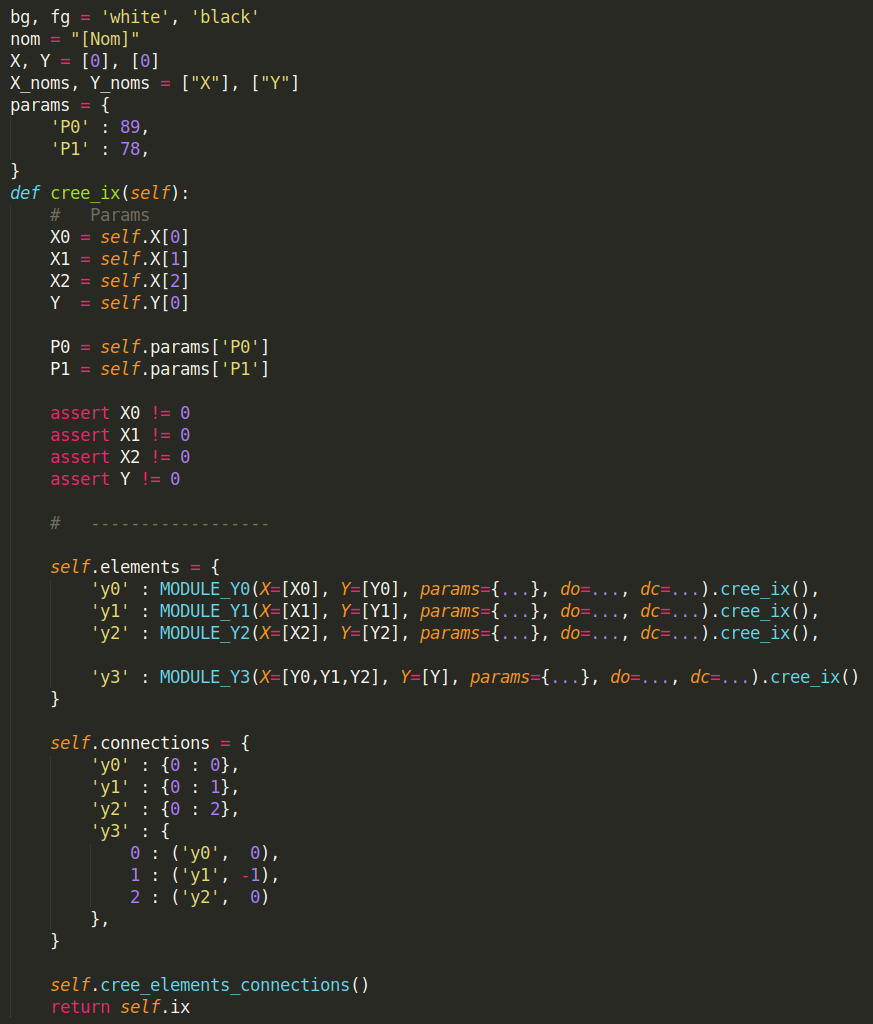 bg, fg = 'white', 'black'
nom = "[Nom]"
X, Y = [0], [0]
X_noms, Y_noms = ["X"], ["Y"]
params = {
    'P0' : 89,
    'P1' : 78,
}
def cree_ix(self):
    #   Params
    X0 = self.X[0]
    X1 = self.X[1]
    X2 = self.X[2]
    Y  = self.Y[0]

    P0 = self.params['P0']
    P1 = self.params['P1']

    assert X0 != 0
    assert X1 != 0
    assert X2 != 0
    assert Y != 0

    #   ------------------

    self.elements = {
        'y0' : MODULE_Y0(X=[X0], Y=[Y0], params={...}, do=..., dc=...).cree_ix(),
        'y1' : MODULE_Y1(X=[X1], Y=[Y1], params={...}, do=..., dc=...).cree_ix(),
        'y2' : MODULE_Y2(X=[X2], Y=[Y2], params={...}, do=..., dc=...).cree_ix(),

        'y3' : MODULE_Y3(X=[Y0,Y1,Y2], Y=[Y], params={...}, do=..., dc=...).cree_ix()
    }

    self.connections = {
        'y0' : {0 : 0},
        'y1' : {0 : 1},
        'y2' : {0 : 2},
        'y3' : {
            0 : ('y0',  0),
            1 : ('y1', -1),
            2 : ('y2',  0)
        },
    }

    self.cree_elements_connections()
    return self.ix